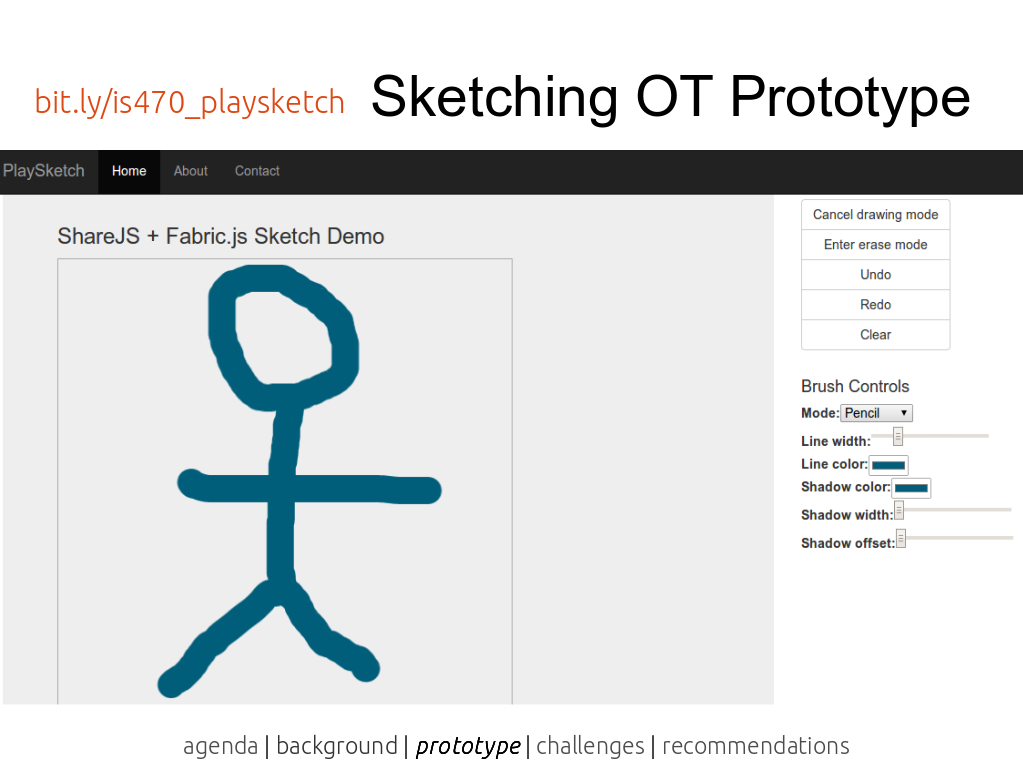 bit.ly/is470_playsketch Sketching OT Prototype
PlaySketch Home About Contact
ShareJS + Fabric.js Sketch Demo
Cancel drawing mode
Enter erase mode
Undo
Redo
Clear
Brush Controls
Mode: Pencil
Line width:
Line color:
Shadow color:
Shadow width:
Shadow offset:
agenda | background | prototype | challenges | recommendations